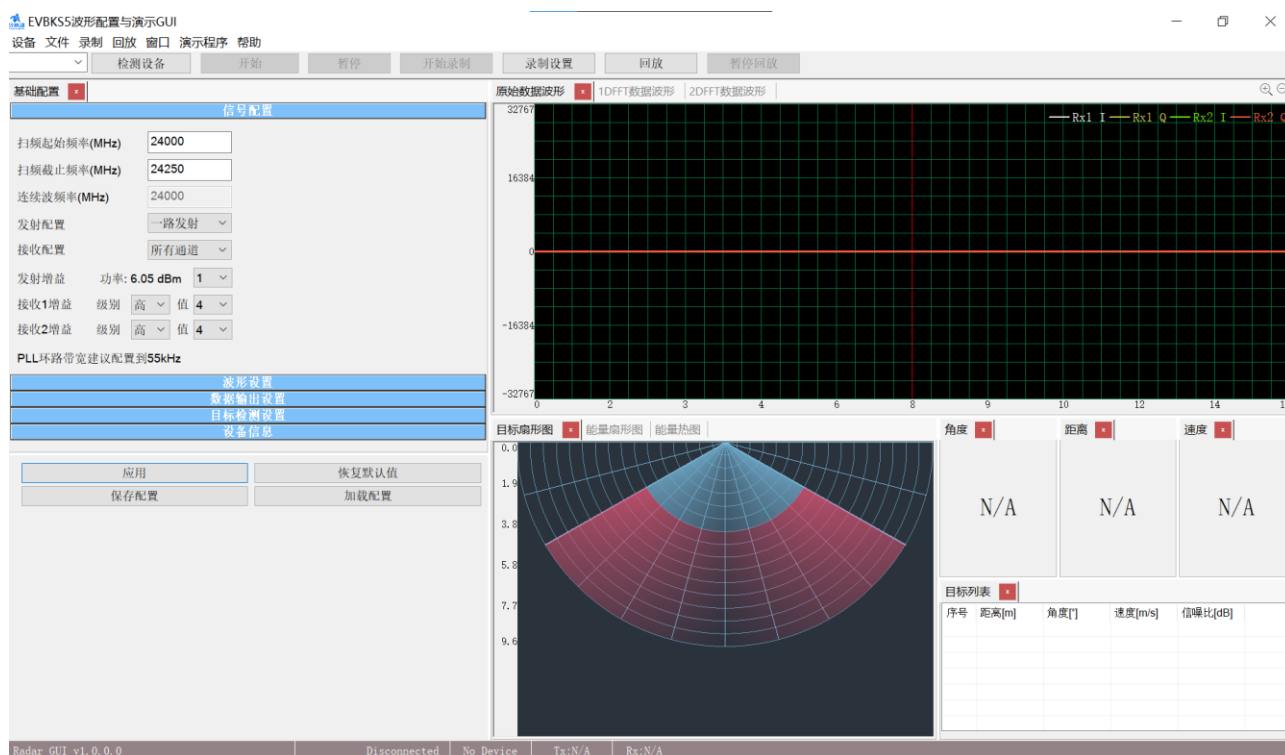 EVBKS5波形配置与演示GUI
设备 文件 录制 回放 窗口 演示程序 帮助
检测设备 开始 暂停 开始录制 录制设置 回放 暂停回放
基础配置 x
信号配置
扫频起始频率(MHz) 24000
扫频截止频率(MHz) 24250
连续波频率(MHz) 24000
发射配置 一路发射
接收配置 所有通道
发射增益 功率: 6.05 dBm 1
接收1增益 级别 高 值 4
接收2增益 级别 高 值 4
PLL环路带宽建议配置到55kHz
波形设置
数据输出设置
目标检测设置
设备信息
应用 恢复默认值
保存配置 加载配置
原始数据波形 x 1DFFT数据波形 2DFFT数据波形
Rx1 I Rx1 Q Rx2 I Rx2 Q
32767
16384
0
-16384
-32767
0 2 3 4 6 8 9 10 12 14
目标扇形图 x 能量扇形图 能量热图
0.0
1.9
3.8
5.8
7.7
9.6
角度 x 距离 x 速度 x
N/A N/A N/A
目标列表 x
序号 距离[m] 角度[°] 速度[m/s] 信噪比[dB]
Radar GUI v1.0.0.0 Disconnected No Device Tx:N/A Rx:N/A